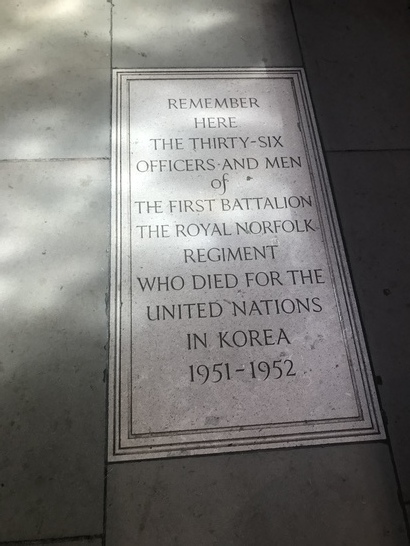 REMEMBER
HERE
THE THIRTY-SIX
OFFICERS·AND MEN
of
THE FIRST BATTALION
THE ROYAL NORFOLK
REGIMENT
WHO DIED FOR THE
UNITED NATIONS
IN KOREA
1951-1952